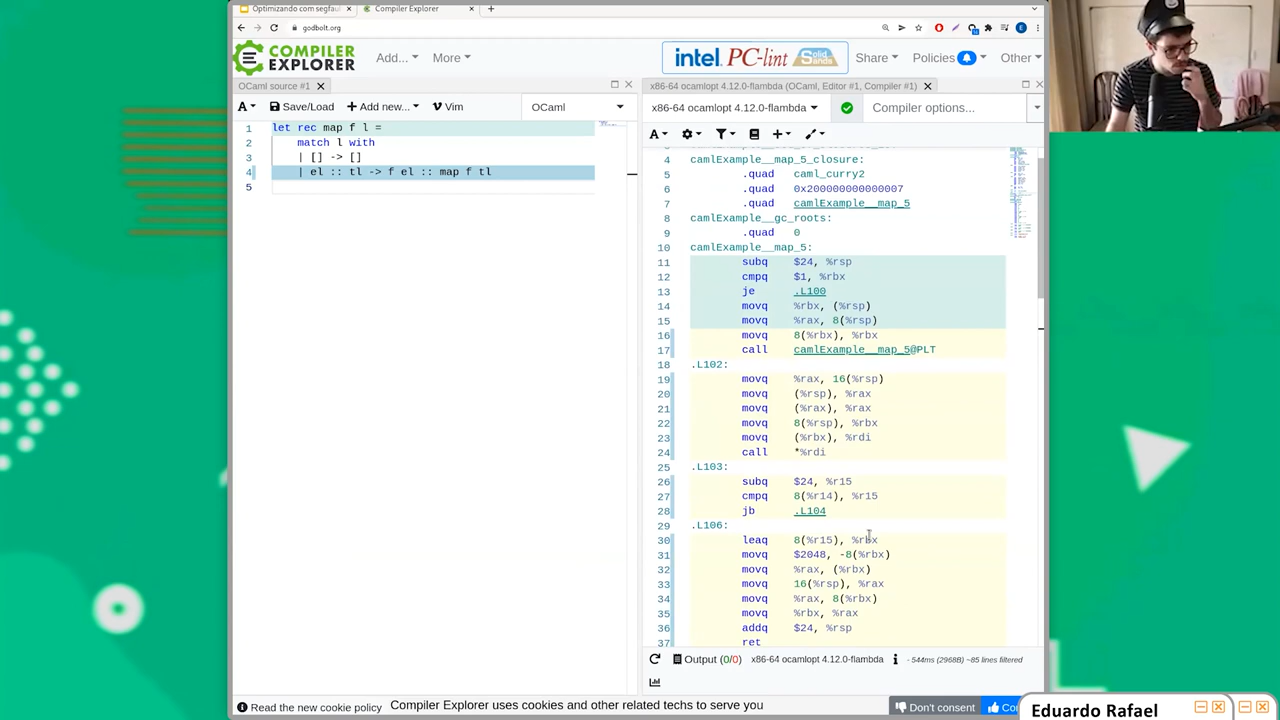 Optimizando com segfau
Compiler Explorer
godbolt.org
E
COMPILER
EXPLORER
Add...
More
intel PC-lint Solid Sands
Share
Policies
Other
OCaml source #1
x86-64 ocamlopt 4.12.0-flambda (OCaml, Editor #1, Compiler #1)
A
Save/Load
Add new...
Vim
OCaml
x86-64 ocamlopt 4.12.0-flambda
Compiler options...
1 let rec map f l =
2 match l with
3 | [] -> []
4 | el :: tl -> f el :: map f tl
5
A
4 camlExample__map_5_closure:
5 .quad caml_curry2
6 .quad 0x200000000000007
7 .quad camlExample__map_5
8 camlExample__gc_roots:
9 .quad 0
10 camlExample__map_5:
11 subq $24, %rsp
12 cmpq $1, %rbx
13 je .L100
14 movq %rbx, (%rsp)
15 movq %rax, 8(%rsp)
16 movq 8(%rbx), %rbx
17 call camlExample__map_5@PLT
18 .L102:
19 movq %rax, 16(%rsp)
20 movq (%rsp), %rax
21 movq (%rax), %rax
22 movq 8(%rsp), %rbx
23 movq (%rbx), %rdi
24 call *%rdi
25 .L103:
26 subq $24, %r15
27 cmpq 8(%r14), %r15
28 jb .L104
29 .L106:
30 leaq 8(%r15), %rbx
31 movq $2048, -8(%rbx)
32 movq %rax, (%rbx)
33 movq 16(%rsp), %rax
34 movq %rax, 8(%rbx)
35 movq %rbx, %rax
36 addq $24, %rsp
37 ret
Output (0/0) x86-64 ocamlopt 4.12.0-flambda - 544ms (2968B) ~85 lines filtered
Read the new cookie policy
Compiler Explorer uses cookies and other related techs to serve you
Don't consent
Eduardo Rafael